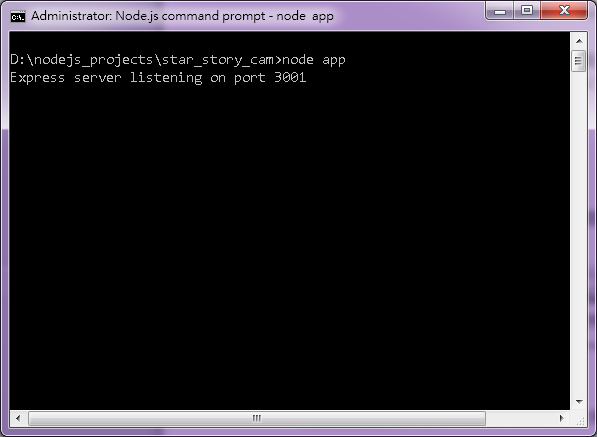 Administrator: Node.js command prompt - node  app
D:\nodejs_projects\star_story_cam>node app
Express server listening on port 3001